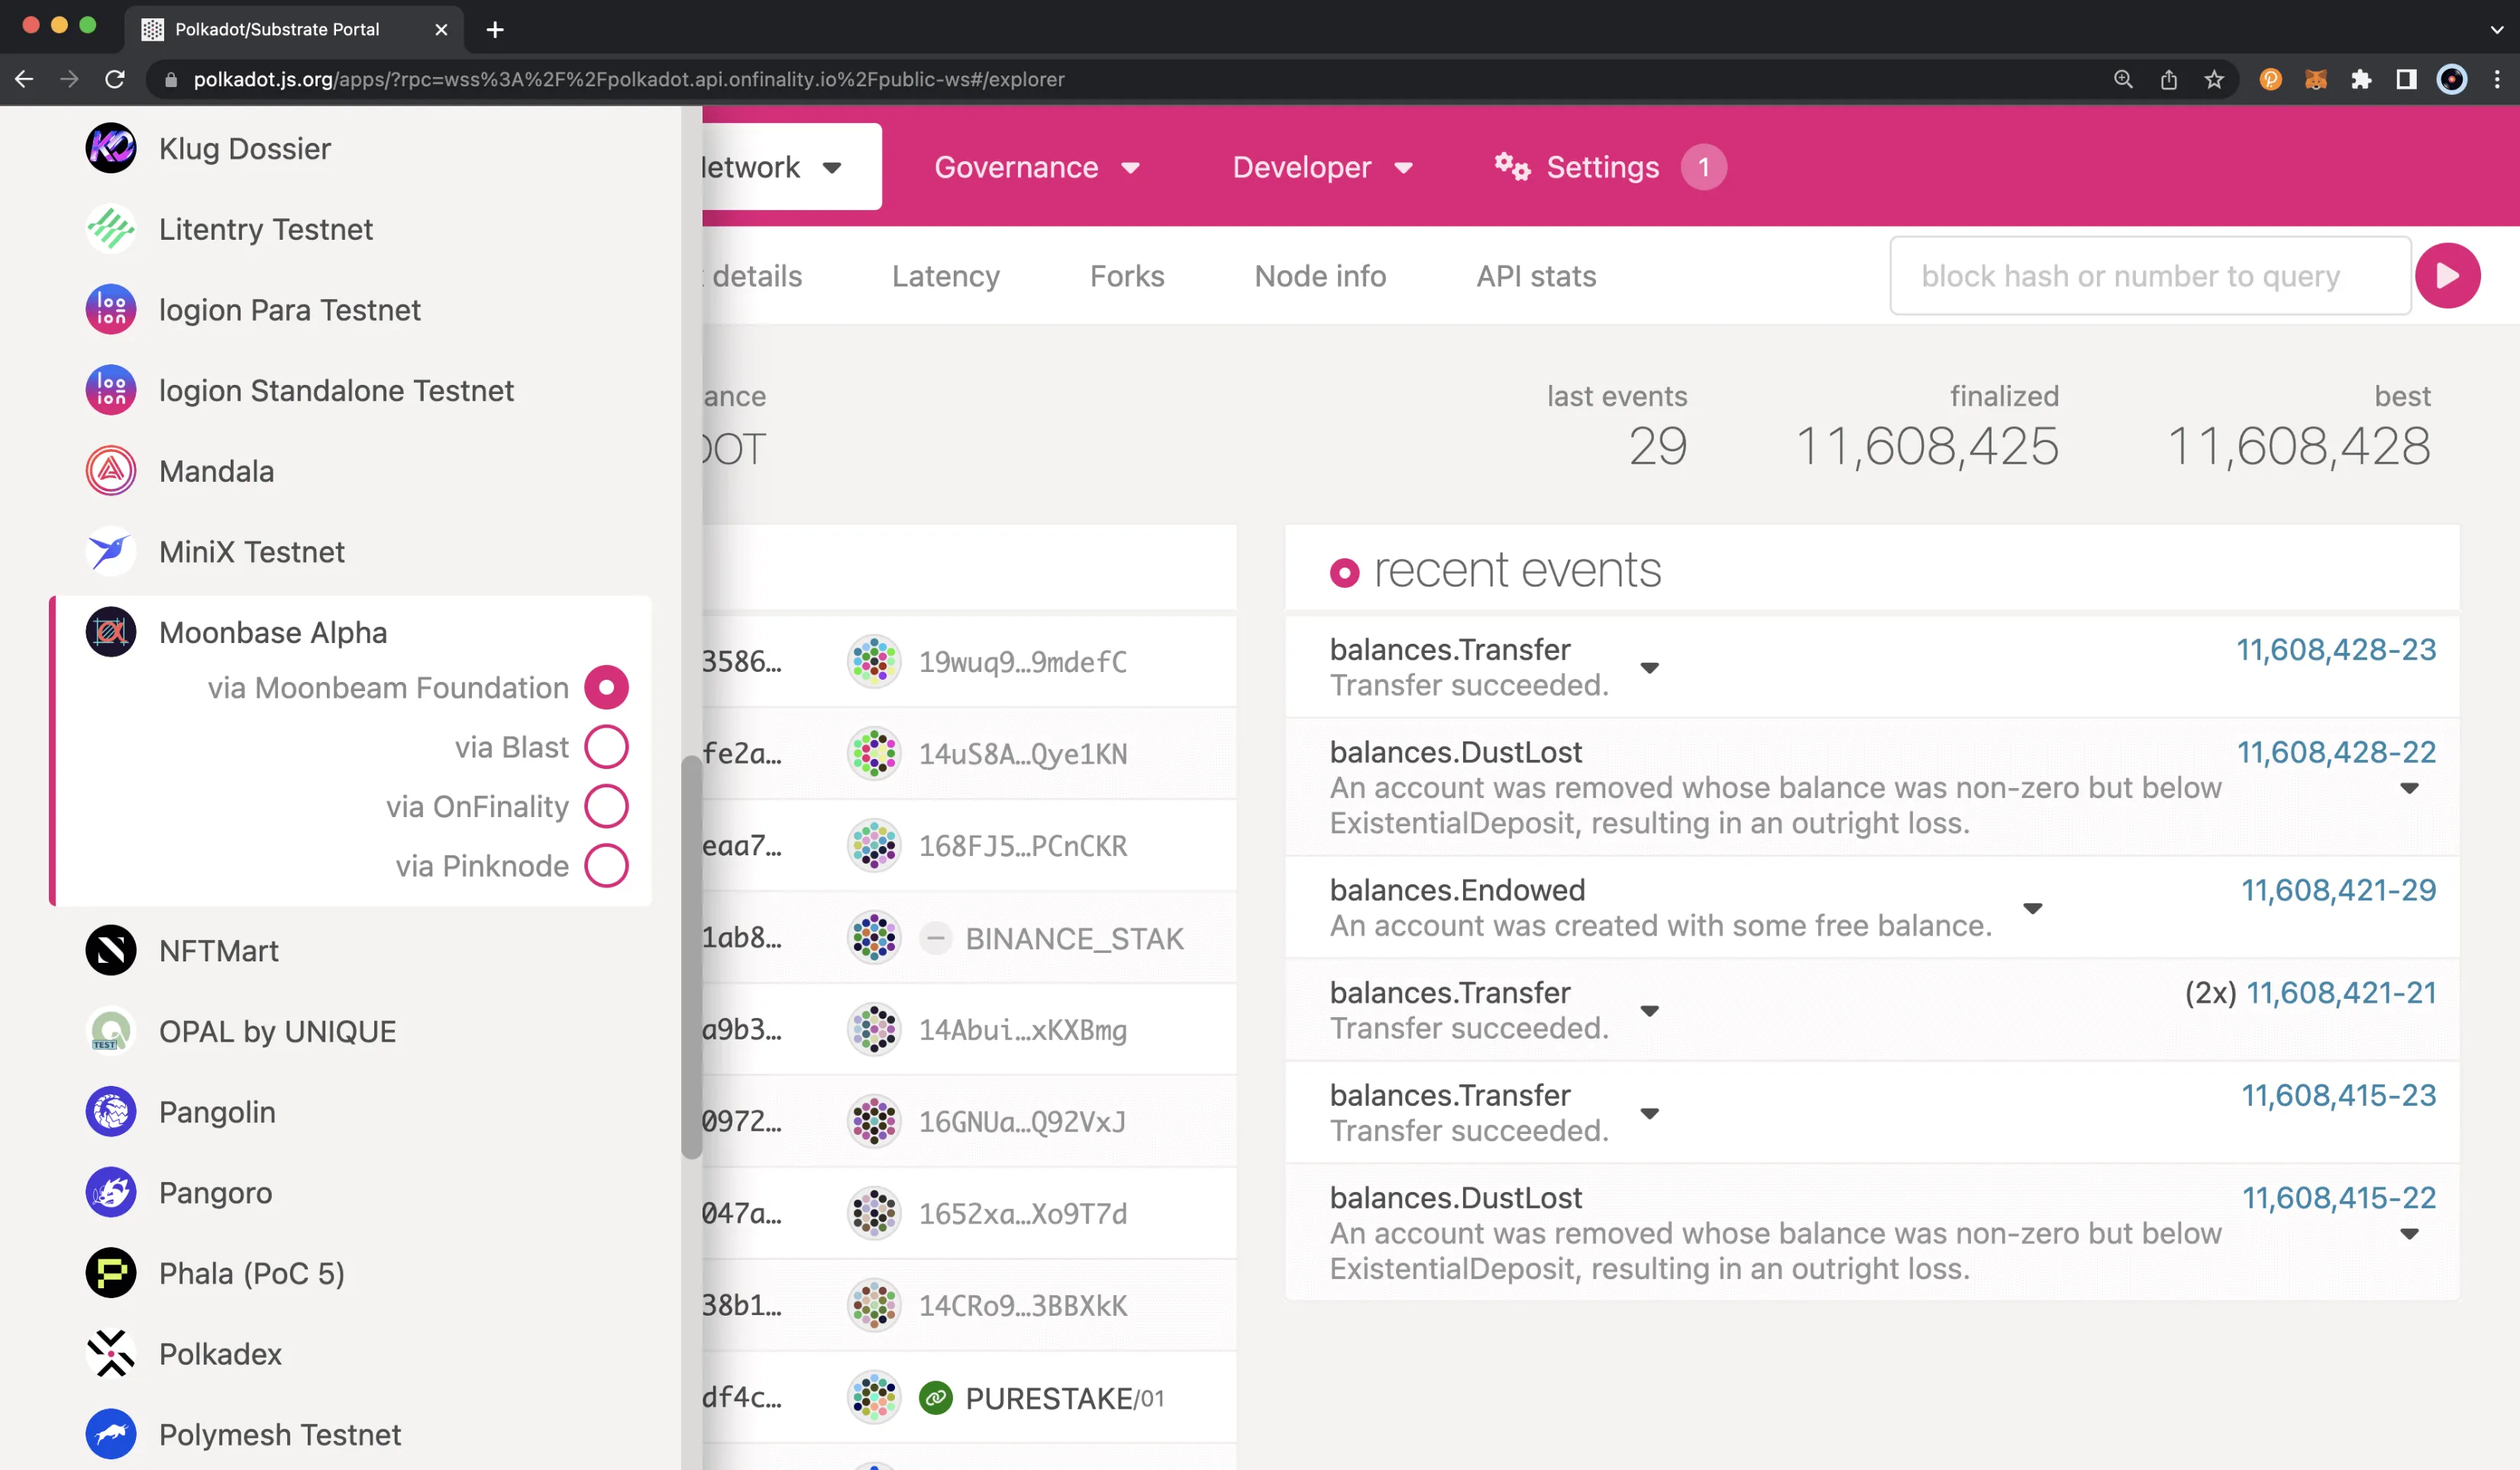 Polkadot/Substrate Portal
polkadot.js.org/apps/?rpc=wss%3A%2F%2Fpolkadot.api.onfinality.io%2Fpublic-ws#/explorer
Klug Dossier
Litentry Testnet
logion Para Testnet
logion Standalone Testnet
Mandala
MiniX Testnet
Moonbase Alpha
via Moonbeam Foundation
via Blast
via OnFinality
via Pinknode
NFTMart
TEST
OPAL by UNIQUE
Pangolin
Pangoro
Phala (PoC 5)
Polkadex
Polymesh Testnet
etwork
Governance
Developer
Settings 1
details
Latency
Forks
Node info
API stats
block hash or number to query
ance
OT
last events
29
finalized
11,608,425
best
11,608,428
3586... 19wuq9...9mdefC
fe2a... 14uS8A...Qye1KN
eaa7... 168FJ5...PCnCKR
1ab8... BINANCE_STAK
a9b3... 14Abui...xKXBmg
0972... 16GNUa...Q92VxJ
047a... 1652xa...Xo9T7d
38b1... 14CRo9...3BBXkK
df4c... PURESTAKE/01
recent events
balances.Transfer 11,608,428-23
Transfer succeeded.
balances.DustLost 11,608,428-22
An account was removed whose balance was non-zero but below
ExistentialDeposit, resulting in an outright loss.
balances.Endowed 11,608,421-29
An account was created with some free balance.
balances.Transfer (2x) 11,608,421-21
Transfer succeeded.
balances.Transfer 11,608,415-23
Transfer succeeded.
balances.DustLost 11,608,415-22
An account was removed whose balance was non-zero but below
ExistentialDeposit, resulting in an outright loss.